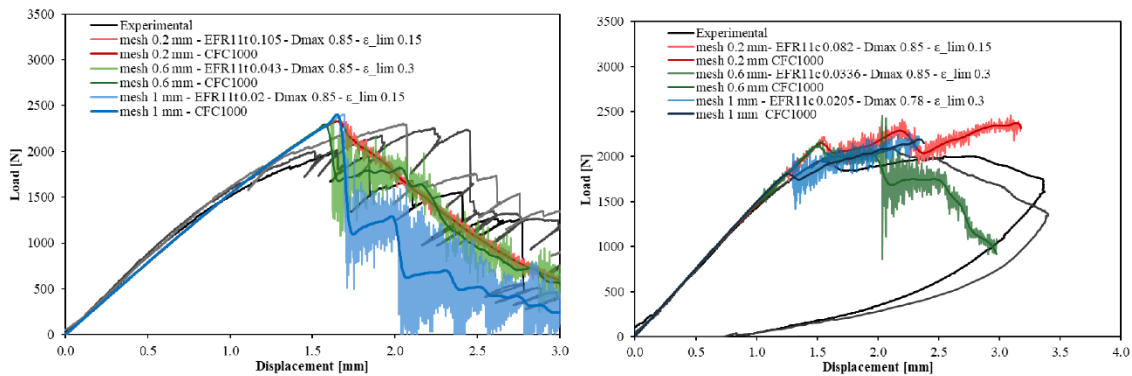 Experimental
mesh 0.2 mm - EFR11t 0.105 - Dmax 0.85 - ε_lim 0.15
mesh 0.2 mm - CFC1000
mesh 0.6 mm - EFR11t 0.043 - Dmax 0.85 - ε_lim 0.3
mesh 0.6 mm - CFC1000
mesh 1 mm - EFR11t 0.02 - Dmax 0.85 - ε_lim 0.15
mesh 1 mm - CFC1000
Load [N]
3500
3000
2500
2000
1500
1000
500
0
0.0 0.5 1.0 1.5 2.0 2.5 3.0
Displacement [mm]
Experimental
mesh 0.2 mm- EFR11c 0.082 - Dmax 0.85 - ε_lim 0.15
mesh 0.2 mm CFC1000
mesh 0.6 mm- EFR11c 0.0336 - Dmax 0.85 - ε_lim 0.3
mesh 0.6 mm CFC1000
mesh 1 mm - EFR11c 0.0205 - Dmax 0.78 - ε_lim 0.3
mesh 1 mm CFC1000
Load [N]
3500
3000
2500
2000
1500
1000
500
0
0.0 0.5 1.0 1.5 2.0 2.5 3.0 3.5 4.0
Displacement [mm]